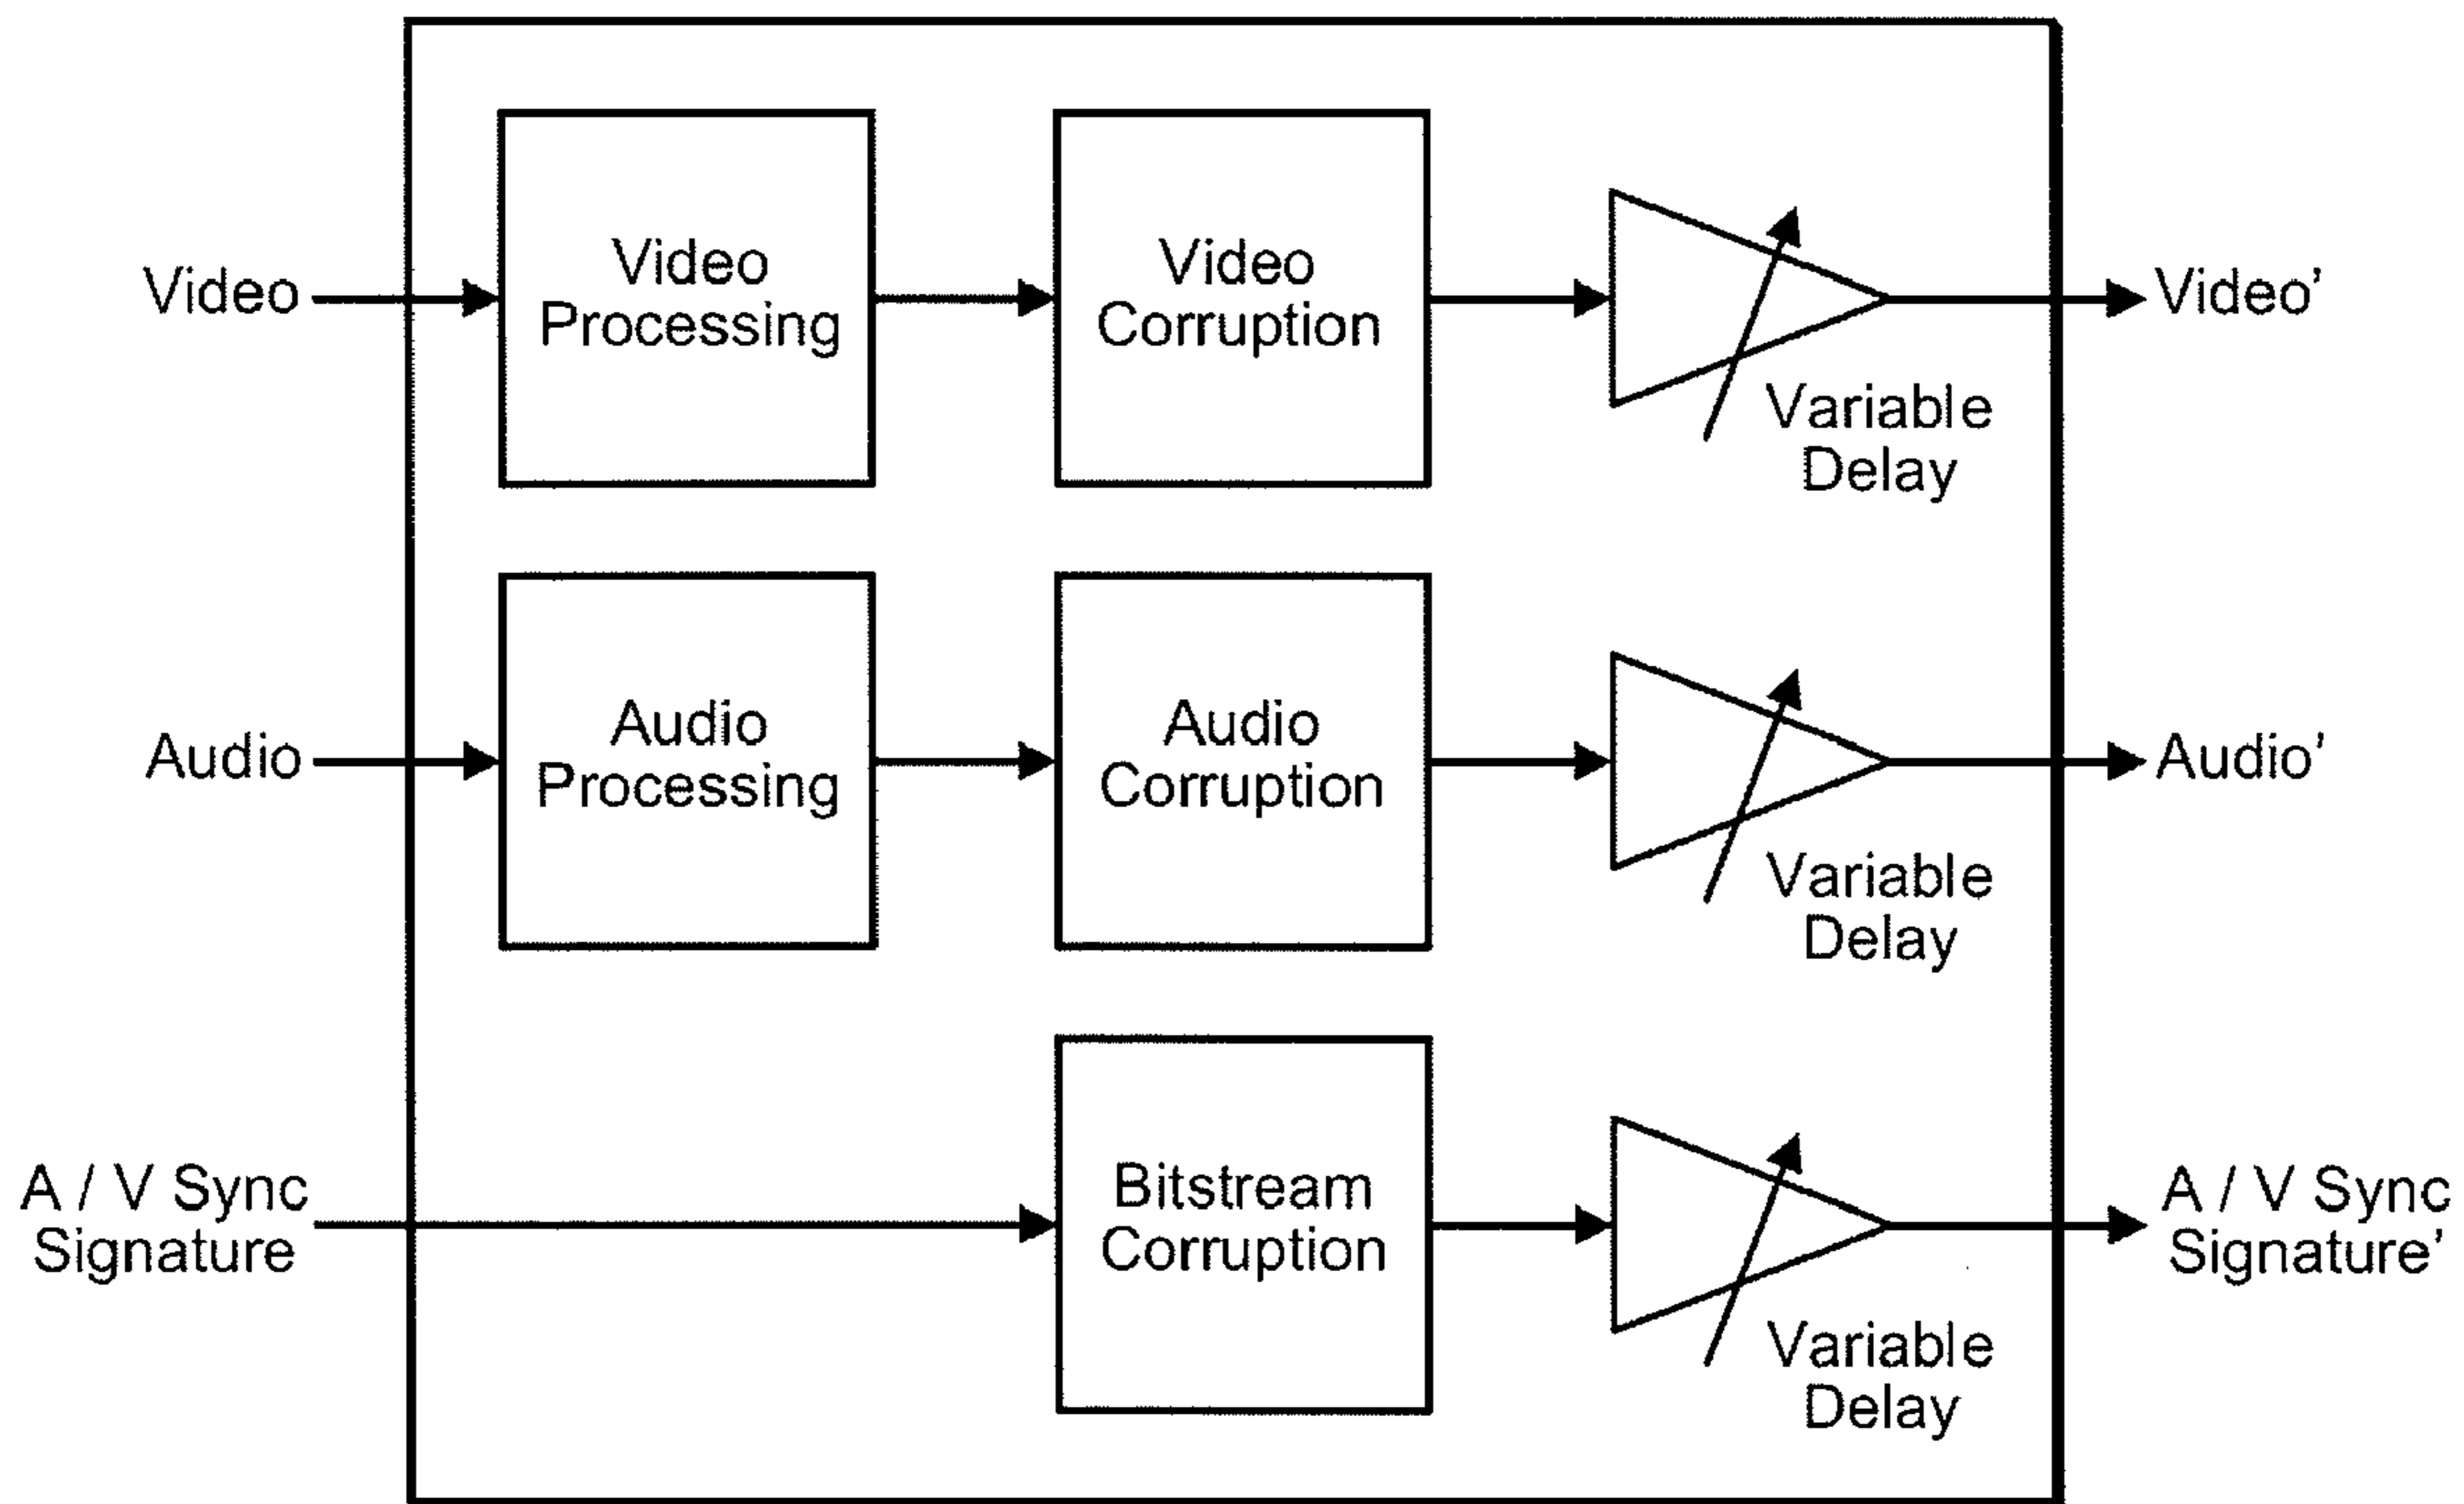 Video
Video
Processing
Video
Corruption
Variable
Delay
Video’
Audio
Audio
Processing
Audio
Corruption
Variable
Delay
Audio’
A / V Sync
Signature
Bitstream
Corruption
Variable
Delay
A / V Sync
Signature’